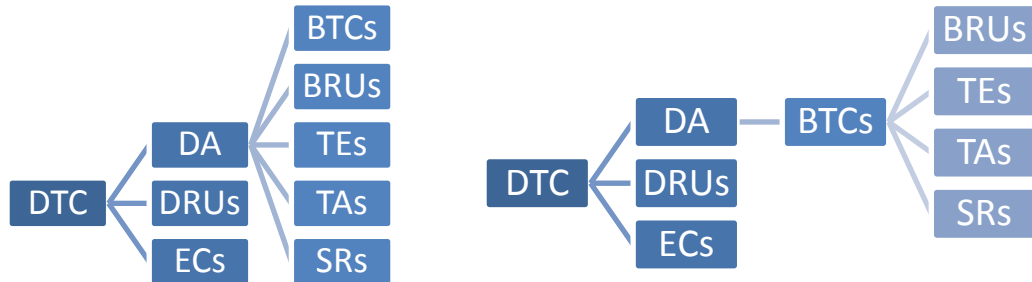 DTC
DA
DRUs
ECs
BTCs
BRUs
TEs
TAs
SRs
DTC
DA
DRUs
ECs
BTCs
BRUs
TEs
TAs
SRs